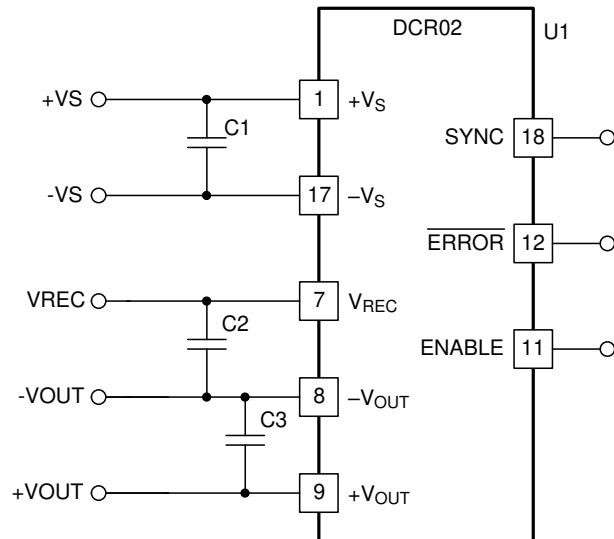 DCR02
U1
+VS
1
+VS
C1
SYNC
18
-VS
17
–VS
ERROR
12
VREC
7
VREC
C2
ENABLE
11
-VOUT
8
–VOUT
C3
+VOUT
9
+VOUT